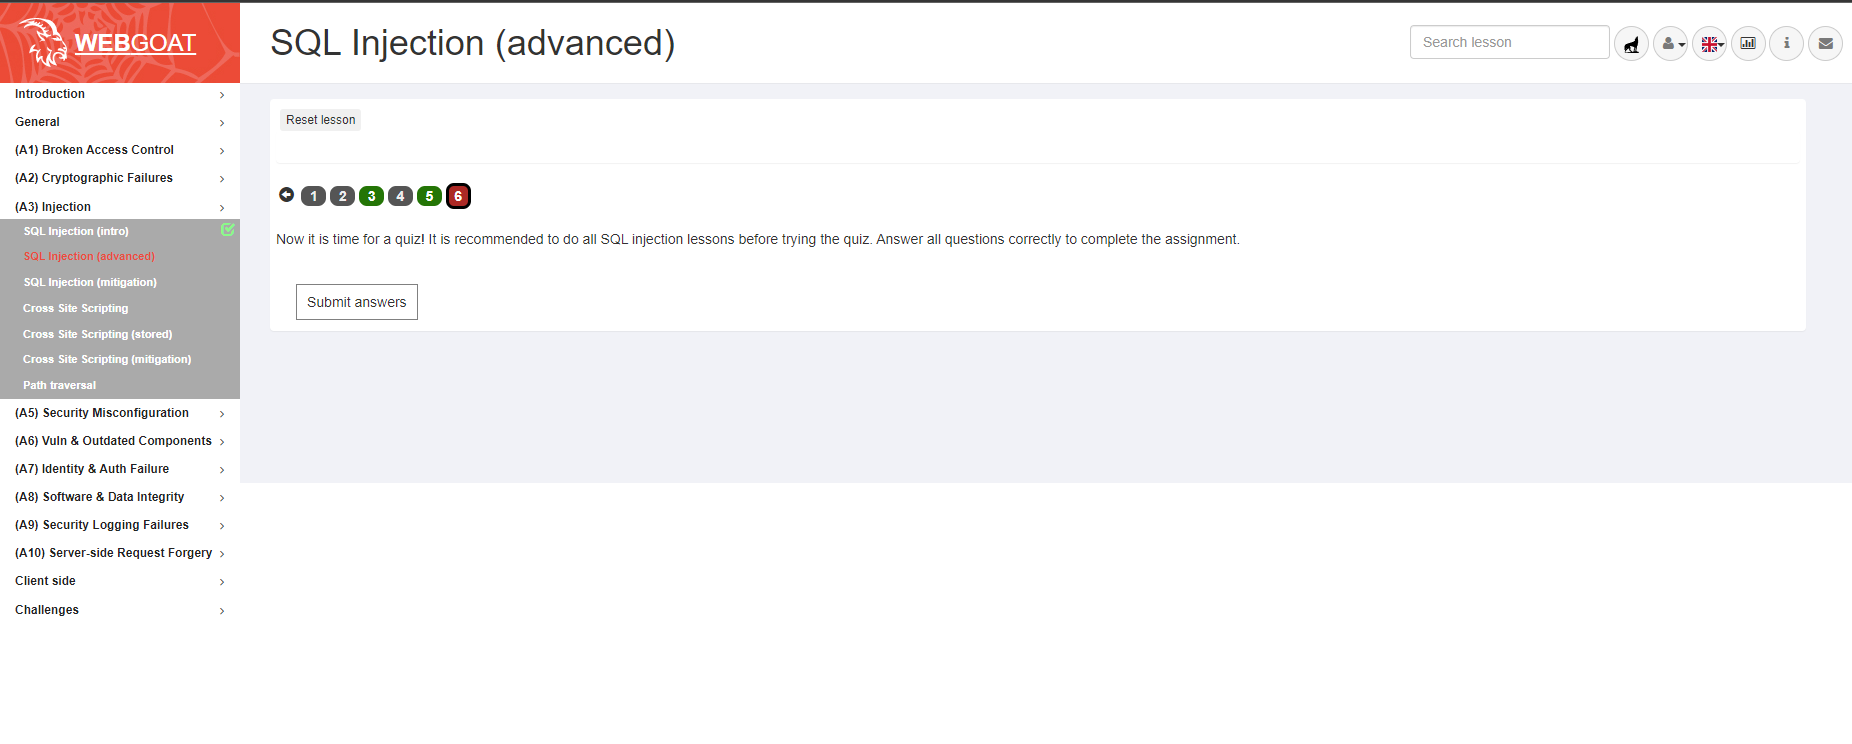 WEBGOAT
SQL Injection (advanced)
Search lesson
Introduction
General
(A1) Broken Access Control
(A2) Cryptographic Failures
(A3) Injection
SQL Injection (intro)
SQL Injection (advanced)
SQL Injection (mitigation)
Cross Site Scripting
Cross Site Scripting (stored)
Cross Site Scripting (mitigation)
Path traversal
(A5) Security Misconfiguration
(A6) Vuln & Outdated Components
(A7) Identity & Auth Failure
(A8) Software & Data Integrity
(A9) Security Logging Failures
(A10) Server-side Request Forgery
Client side
Challenges
Reset lesson
1 2 3 4 5 6
Now it is time for a quiz! It is recommended to do all SQL injection lessons before trying the quiz. Answer all questions correctly to complete the assignment.
Submit answers